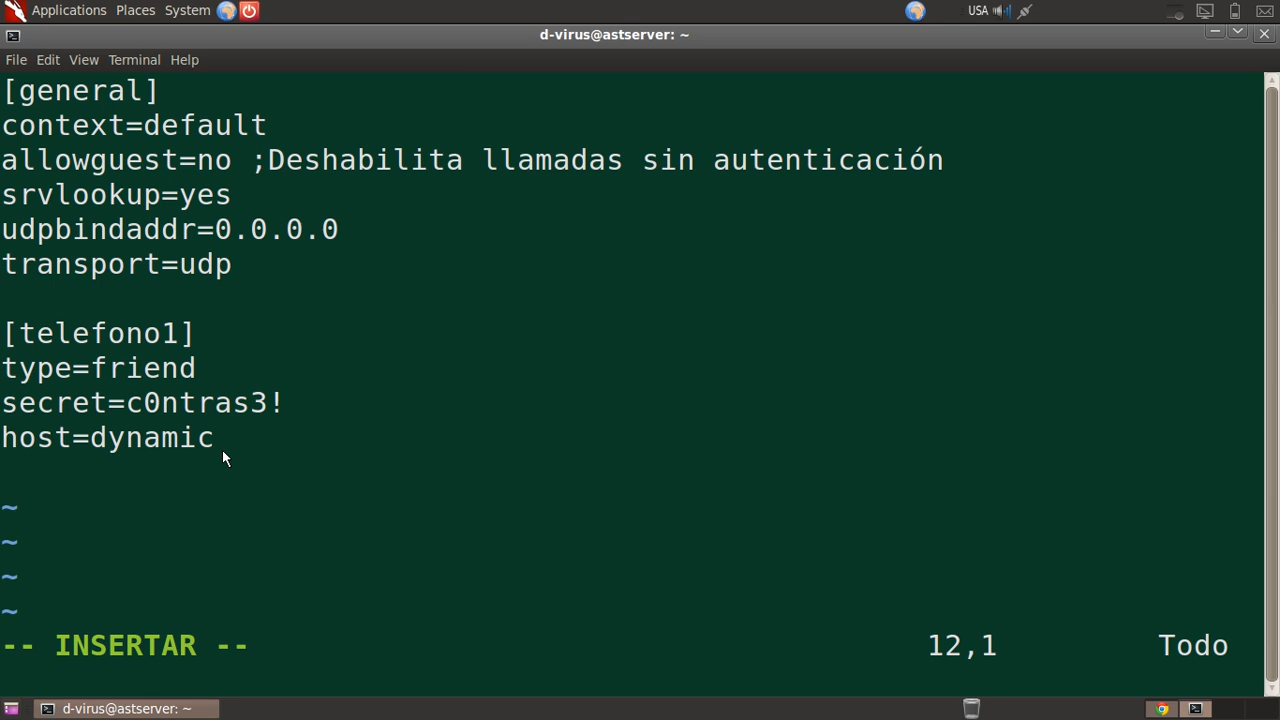 Applications Places System USA
d-virus@astserver: ~
File Edit View Terminal Help
[general]
context=default
allowguest=no ;Deshabilita llamadas sin autenticación
srvlookup=yes
udpbindaddr=0.0.0.0
transport=udp
[telefono1]
type=friend
secret=c0ntras3!
host=dynamic
~
~
~
~
-- INSERTAR -- 12,1 Todo
d-virus@astserver: ~